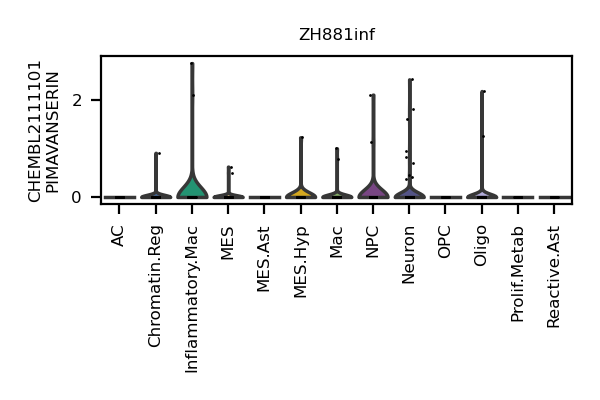 ZH881inf
CHEMBL2111101
PIMAVANSERIN
2
0
AC
Chromatin.Reg
Inflammatory.Mac
MES
MES.Ast
MES.Hyp
Mac
NPC
Neuron
OPC
Oligo
Prolif.Metab
Reactive.Ast